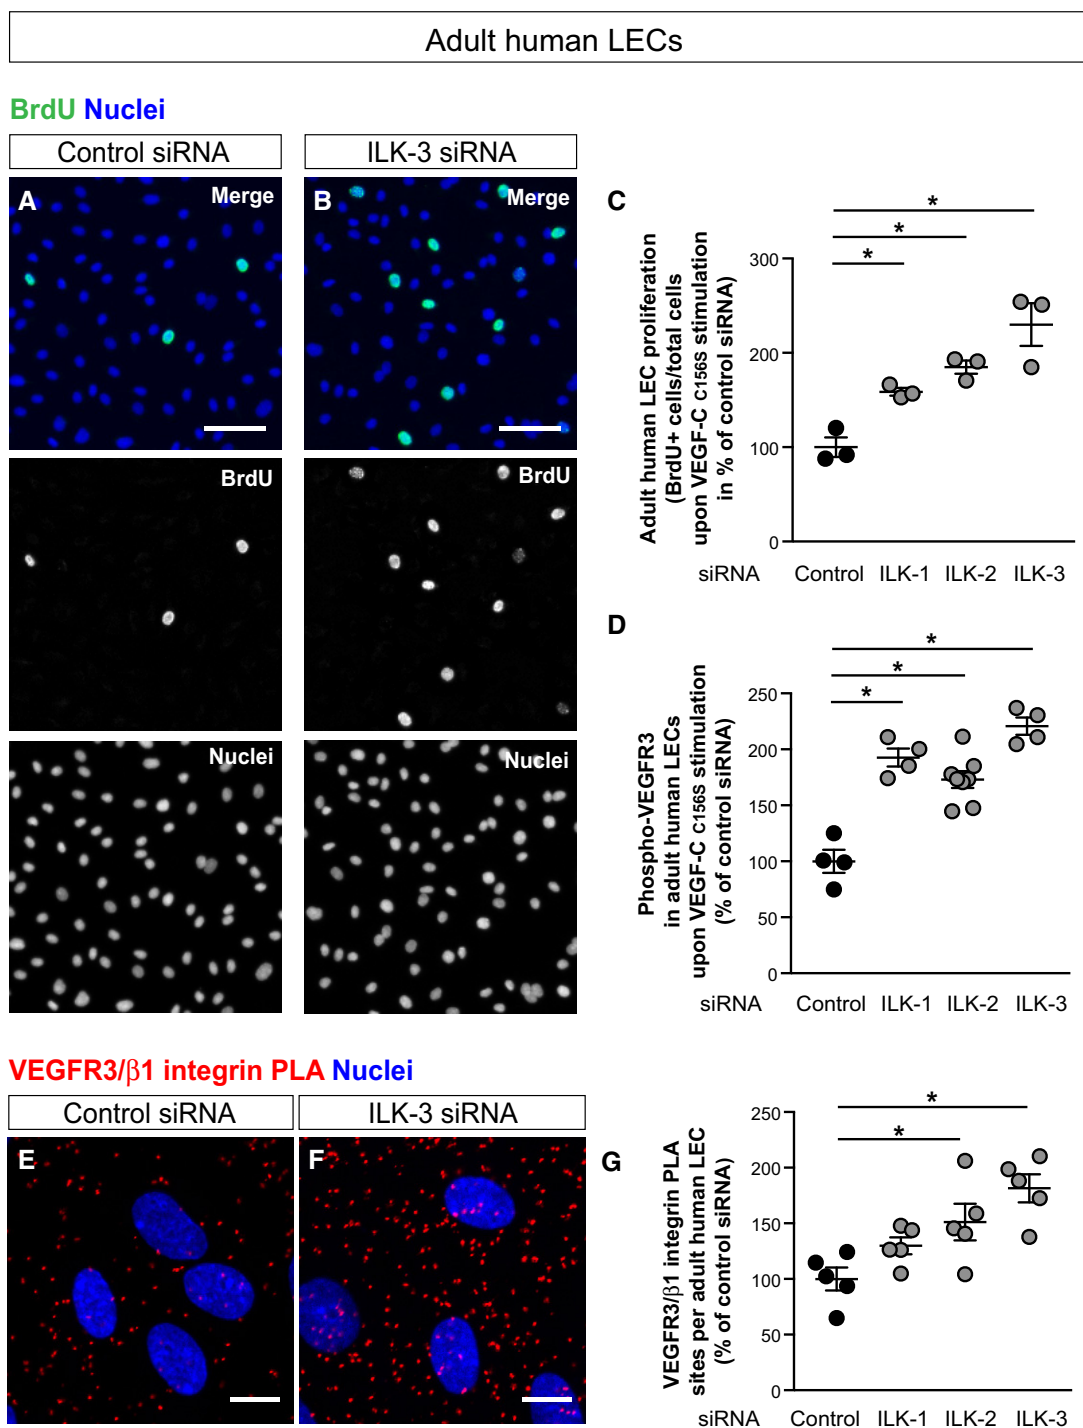 Adult human LECs
BrdU Nuclei
Control siRNA
ILK-3 siRNA
A
Merge
B
Merge
BrdU
BrdU
Nuclei
Nuclei
C
Adult human LEC proliferation
(BrdU+ cells/total cells
upon VEGF-C C156S stimulation
in % of control siRNA)
300
200
100
0
* * *
siRNA Control ILK-1 ILK-2 ILK-3
D
Phospho-VEGFR3
in adult human LECs
upon VEGF-C C156S stimulation
(% of control siRNA)
250
200
150
100
50
0
* * *
siRNA Control ILK-1 ILK-2 ILK-3
VEGFR3/β1 integrin PLA Nuclei
Control siRNA
ILK-3 siRNA
E
F
G
VEGFR3/β1 integrin PLA
sites per adult human LEC
(% of control siRNA)
250
200
150
100
50
0
* *
siRNA Control ILK-1 ILK-2 ILK-3